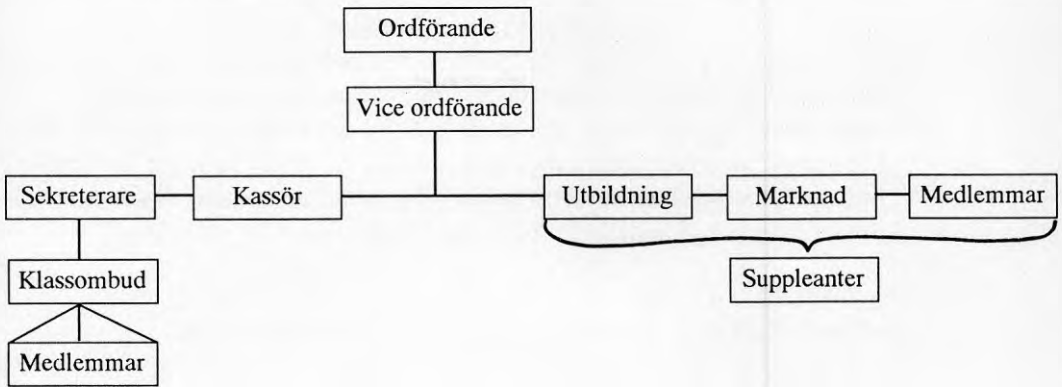 Ordförande
Vice ordförande
Sekreterare
Kassör
Utbildning
Marknad
Medlemmar
Klassombud
Suppleanter
Medlemmar